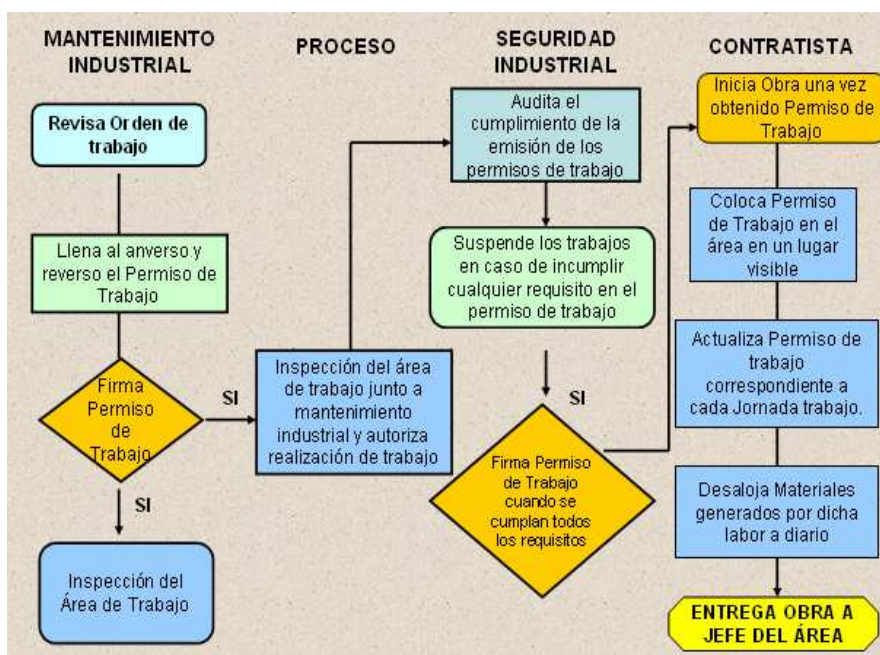 MANTENIMIENTO
INDUSTRIAL
Revisa Orden de
trabajo
Llena al anverso y
reverso el Permiso de
Trabajo
Firma
Permiso
de
Trabajo
SI
SI
Inspección del
Área de Trabajo
PROCESO
Inspección del área
de trabajo junto a
mantenimiento
industrial y autoriza
realización de trabajo
SEGURIDAD
INDUSTRIAL
Audita el
cumplimiento de la
emisión de los
permisos de trabajo
Suspende los trabajos
en caso de incumplir
cualquier requisito en el
permiso de trabajo
SI
Firma Permiso
de Trabajo
cuando se
cumplan todos
los requisitos
CONTRATISTA
Inicia Obra una vez
obtenido Permiso de
Trabajo
Coloca Permiso
de Trabajo en el
área en un lugar
visible
Actualiza Permiso de
trabajo
correspondiente a
cada Jornada trabajo.
Desaloja Materiales
generados por dicha
labor a diario
ENTREGA OBRA A
JEFE DEL ÁREA